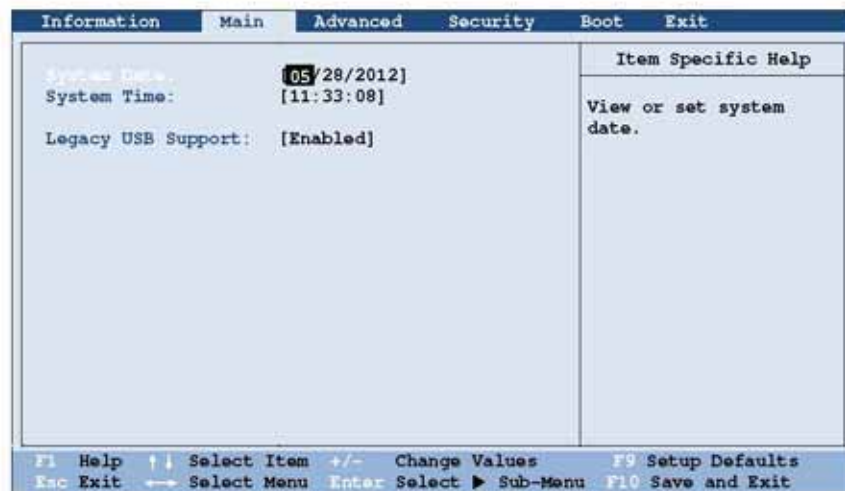 Information Main Advanced Security Boot Exit
Item Specific Help
System Date: [05/28/2012]
System Time: [11:33:08]
Legacy USB Support: [Enabled]
View or set system
date.
F1 Help ↑↓ Select Item +/- Change Values F9 Setup Defaults
Esc Exit ←→ Select Menu Enter Select ▶ Sub-Menu F10 Save and Exit